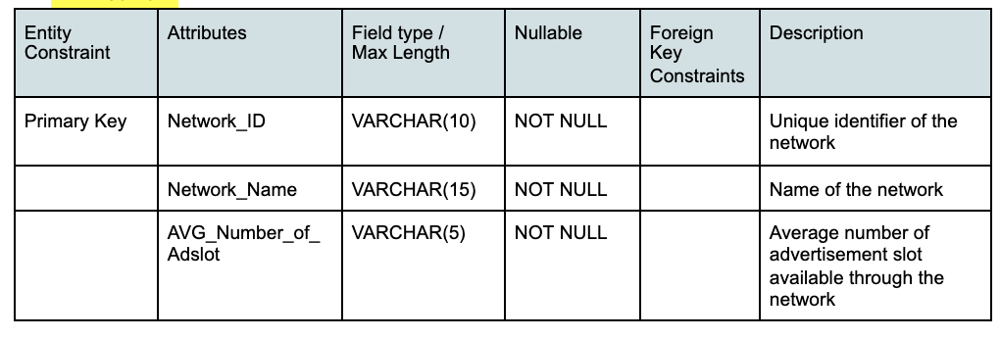 Entity Constraint Attributes Field type / Max Length Nullable Foreign Key Constraints Description
Primary Key Network_ID VARCHAR(10) NOT NULL Unique identifier of the network
Network_Name VARCHAR(15) NOT NULL Name of the network
AVG_Number_of_Adslot VARCHAR(5) NOT NULL Average number of advertisement slot available through the network